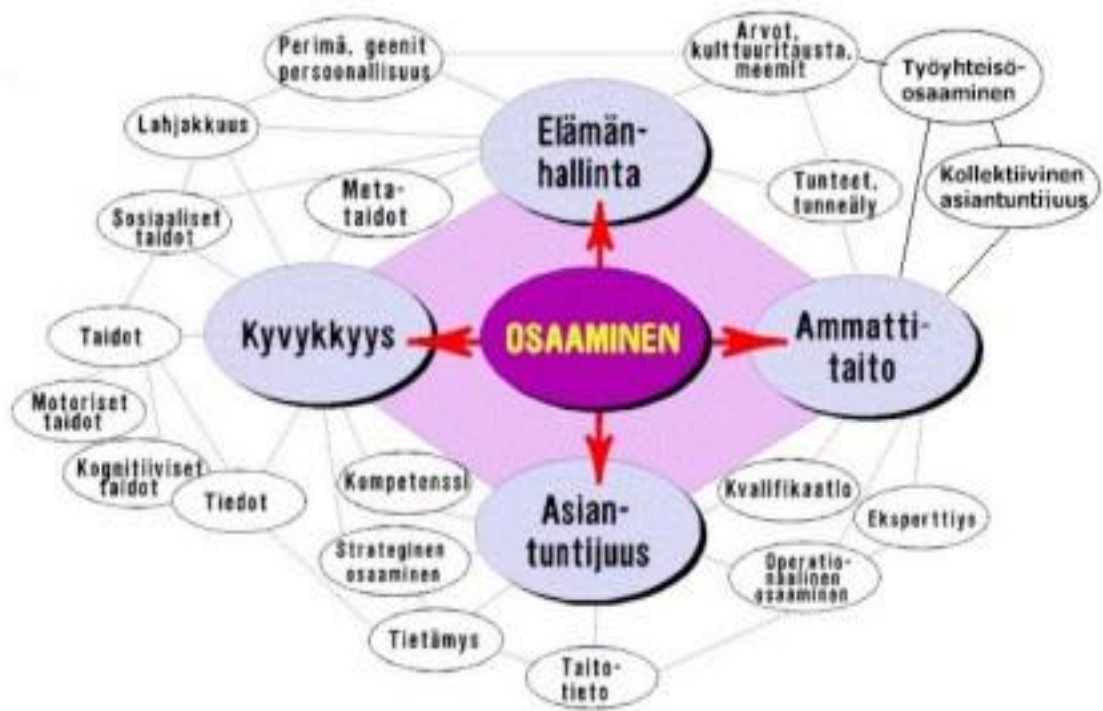 Perimä, geenit
persoonallisuus
Arvot,
kulttuuritausta,
meemit
Työyhteisö-
osaaminen
Lahjakkuus
Elämän-
hallinta
Kollektiivinen
asiantuntijuus
Meta-
taidot
Tunteet,
tunneäly
Sosiaaliset
taidot
Taidot
Kyvykkyys
OSAAMINEN
Ammatti-
taito
Motoriset
taidot
Kognitiiviset
taidot
Tiedot
Kompetenssi
Kvalifikaatio
Asian-
tuntijuus
Eksperttiys
Strateginen
osaaminen
Operatio-
naalinen
osaaminen
Tietämys
Taito-
tieto